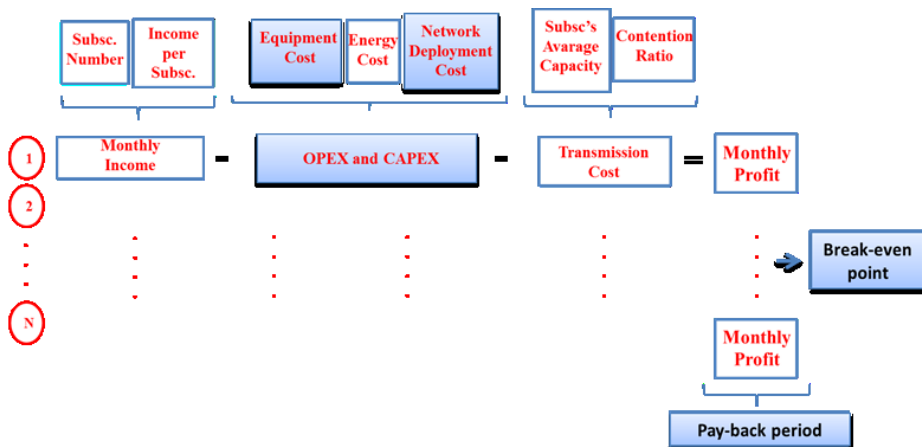 Subsc.
Number
Income
per
Subsc.
Equipment
Cost
Energy
Cost
Network
Deployment
Cost
Subsc's
Avarage
Capacity
Contention
Ratio
1
Monthly
Income
-
OPEX and CAPEX
-
Transmission
Cost
=
Monthly
Profit
2
Break-even
point
N
Monthly
Profit
Pay-back period